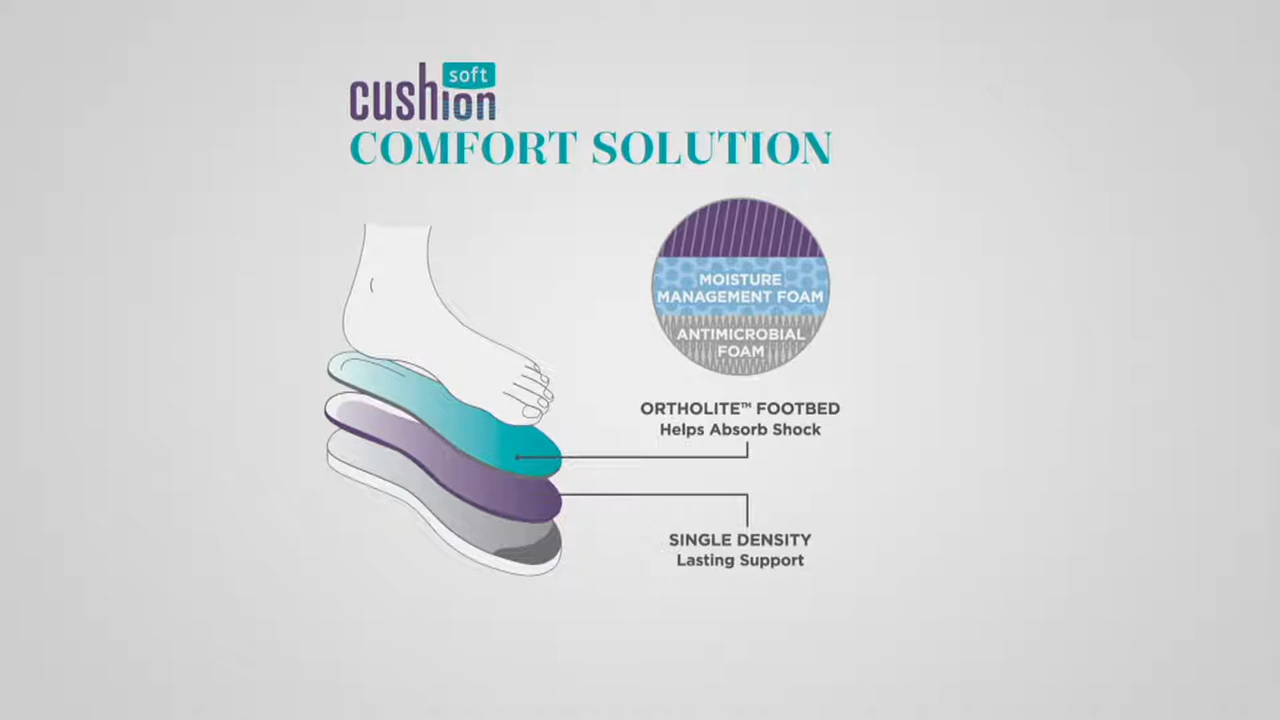 cushion soft
COMFORT SOLUTION
MOISTURE
MANAGEMENT FOAM
ANTIMICROBIAL
FOAM
ORTHOLITE™ FOOTBED
Helps Absorb Shock
SINGLE DENSITY
Lasting Support